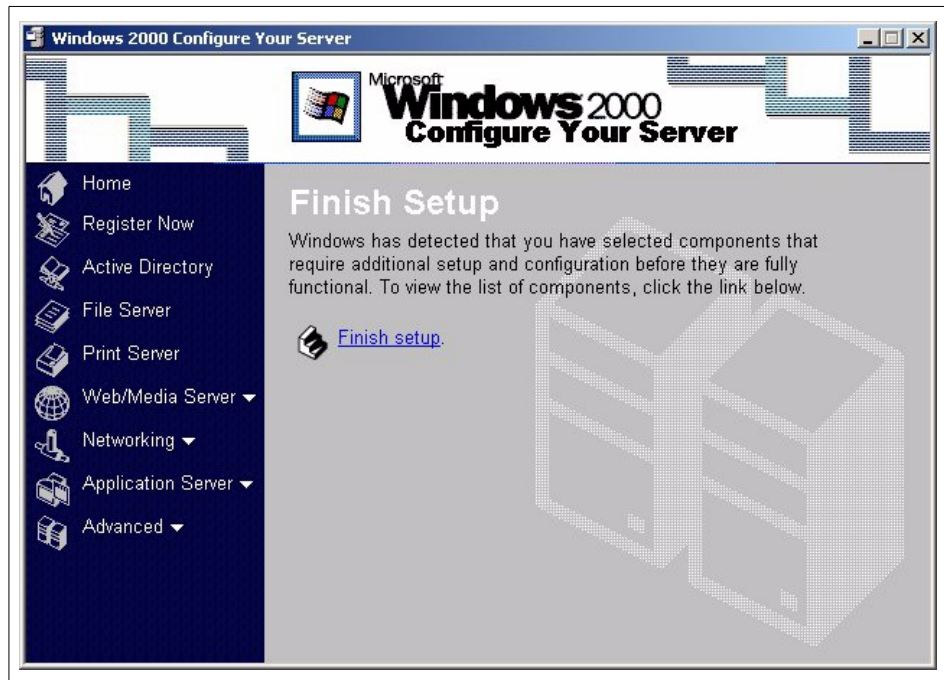 Windows 2000 Configure Your Server
Microsoft
Windows 2000
Configure Your Server
Home
Register Now
Active Directory
File Server
Print Server
Web/Media Server
Networking
Application Server
Advanced
Finish Setup
Windows has detected that you have selected components that
require additional setup and configuration before they are fully
functional. To view the list of components, click the link below.
Finish setup.